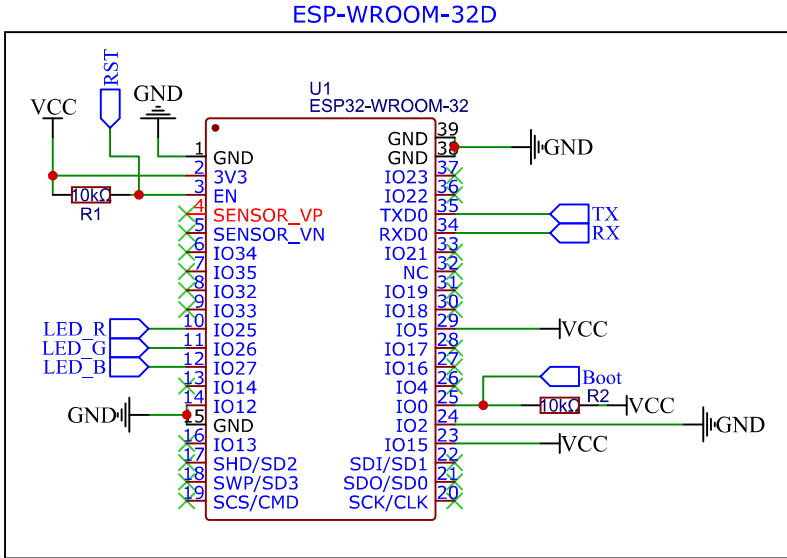 ESP-WROOM-32D
RST
VCC
GND
U1
ESP32-WROOM-32
10kΩ
R1
LED_R
LED_G
LED_B
GND
1 GND
2 3V3
3 EN
4 SENSOR_VP
5 SENSOR_VN
6 IO34
7 IO35
8 IO32
9 IO33
10 IO25
11 IO26
12 IO27
13 IO14
14 IO12
15 GND
16 IO13
17 SHD/SD2
18 SWP/SD3
19 SCS/CMD
GND 39
GND 38
IO23 37
IO22 36
TXD0 35
RXD0 34
IO21 33
NC 32
IO19 31
IO18 30
IO5 29
IO17 28
IO16 27
IO4 26
IO0 25
IO2 24
IO15 23
SDI/SD1 22
SDO/SD0 21
SCK/CLK 20
GND
TX
RX
VCC
Boot
10kΩ
R2
VCC
GND
VCC